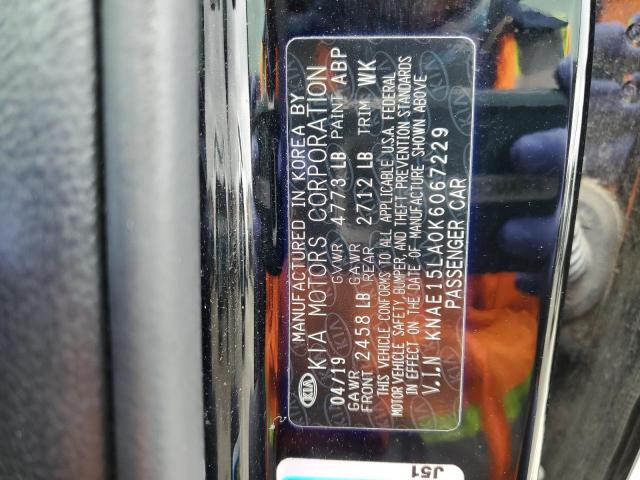 KIA
MANUFACTURED IN KOREA BY
KIA MOTORS CORPORATION
04/19 GVWR 4773 LB PAINT ABP
GAWR FRONT 2458 LB GAWR REAR 2712 LB TRIM WK
THIS VEHICLE CONFORMS TO ALL APPLICABLE U.S.A. FEDERAL
MOTOR VEHICLE SAFETY, BUMPER, AND THEFT PREVENTION STANDARDS
IN EFFECT ON THE DATE OF MANUFACTURE SHOWN ABOVE
V.I.N KNAE15LA0K6067229
PASSENGER CAR
J51